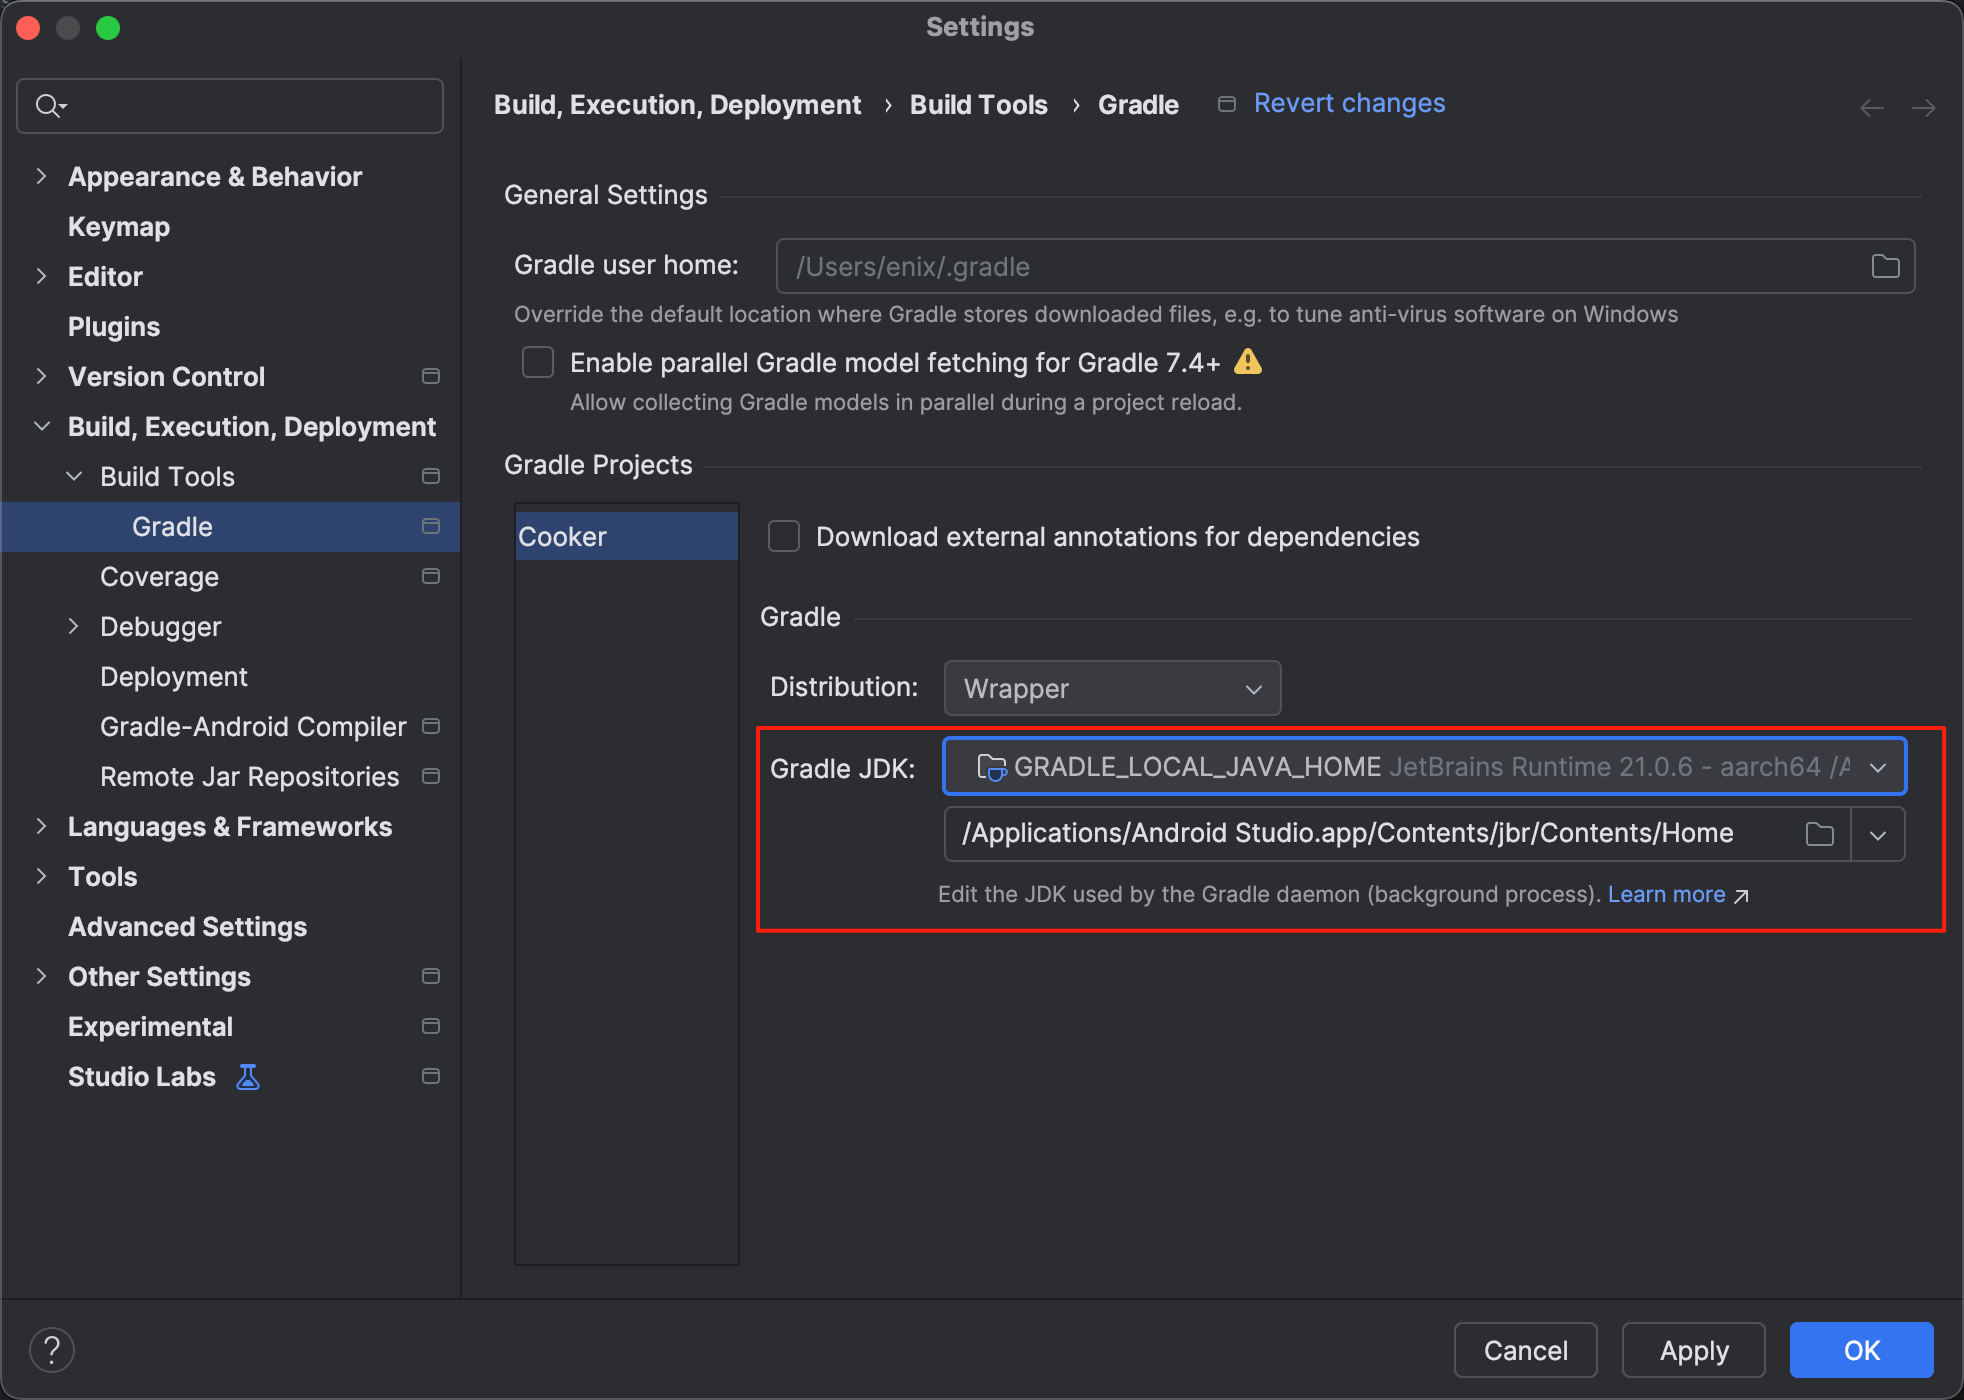 Settings
Build, Execution, Deployment › Build Tools › Gradle Revert changes
Appearance & Behavior
Keymap
Editor
Plugins
Version Control
Build, Execution, Deployment
Build Tools
Gradle
Coverage
Debugger
Deployment
Gradle-Android Compiler
Remote Jar Repositories
Languages & Frameworks
Tools
Advanced Settings
Other Settings
Experimental
Studio Labs
General Settings
Gradle user home: /Users/enix/.gradle
Override the default location where Gradle stores downloaded files, e.g. to tune anti-virus software on Windows
Enable parallel Gradle model fetching for Gradle 7.4+
Allow collecting Gradle models in parallel during a project reload.
Gradle Projects
Cooker
Download external annotations for dependencies
Gradle
Distribution: Wrapper
Gradle JDK: GRADLE_LOCAL_JAVA_HOME JetBrains Runtime 21.0.6 - aarch64 /A
/Applications/Android Studio.app/Contents/jbr/Contents/Home
Edit the JDK used by the Gradle daemon (background process). Learn more ↗
?
Cancel
Apply
OK